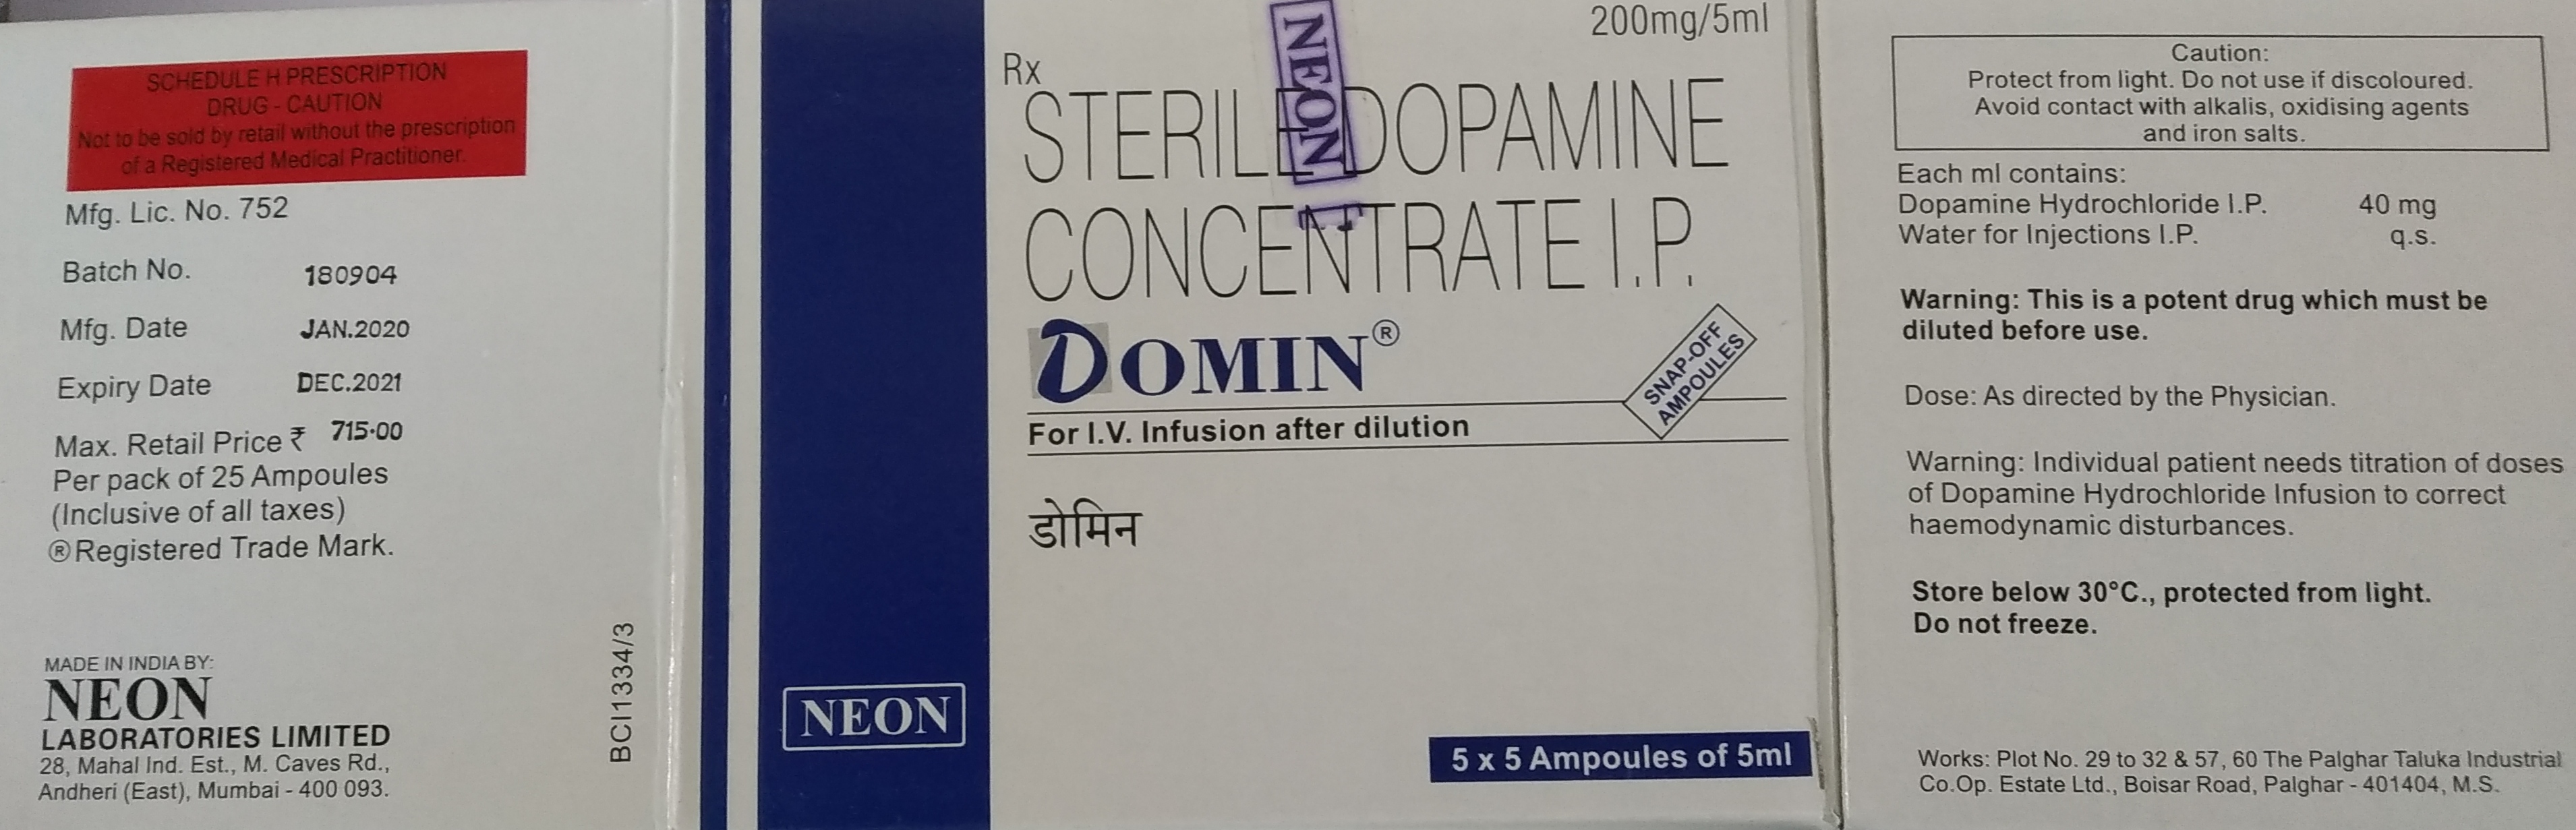 SCHEDULE H PRESCRIPTION
DRUG - CAUTION
Not to be sold by retail without the prescription
of a Registered Medical Practitioner.
Mfg. Lic. No. 752
Batch No. 180904
Mfg. Date JAN.2020
Expiry Date DEC.2021
Max. Retail Price ₹ 715·00
Per pack of 25 Ampoules
(Inclusive of all taxes)
®Registered Trade Mark.
MADE IN INDIA BY:
NEON
LABORATORIES LIMITED
28, Mahal Ind. Est., M. Caves Rd.,
Andheri (East), Mumbai - 400 093.
BCI1334/3
NEON
200mg/5ml
Rx
STERILE DOPAMINE
CONCENTRATE I.P.
NEON
DOMIN®
SNAP-OFF
AMPOULES
For I.V. Infusion after dilution
डोमिन
5 x 5 Ampoules of 5ml
Caution:
Protect from light. Do not use if discoloured.
Avoid contact with alkalis, oxidising agents
and iron salts.
Each ml contains:
Dopamine Hydrochloride I.P. 40 mg
Water for Injections I.P. q.s.
Warning: This is a potent drug which must be
diluted before use.
Dose: As directed by the Physician.
Warning: Individual patient needs titration of doses
of Dopamine Hydrochloride Infusion to correct
haemodynamic disturbances.
Store below 30°C., protected from light.
Do not freeze.
Works: Plot No. 29 to 32 & 57, 60 The Palghar Taluka Industrial
Co.Op. Estate Ltd., Boisar Road, Palghar - 401404, M.S.